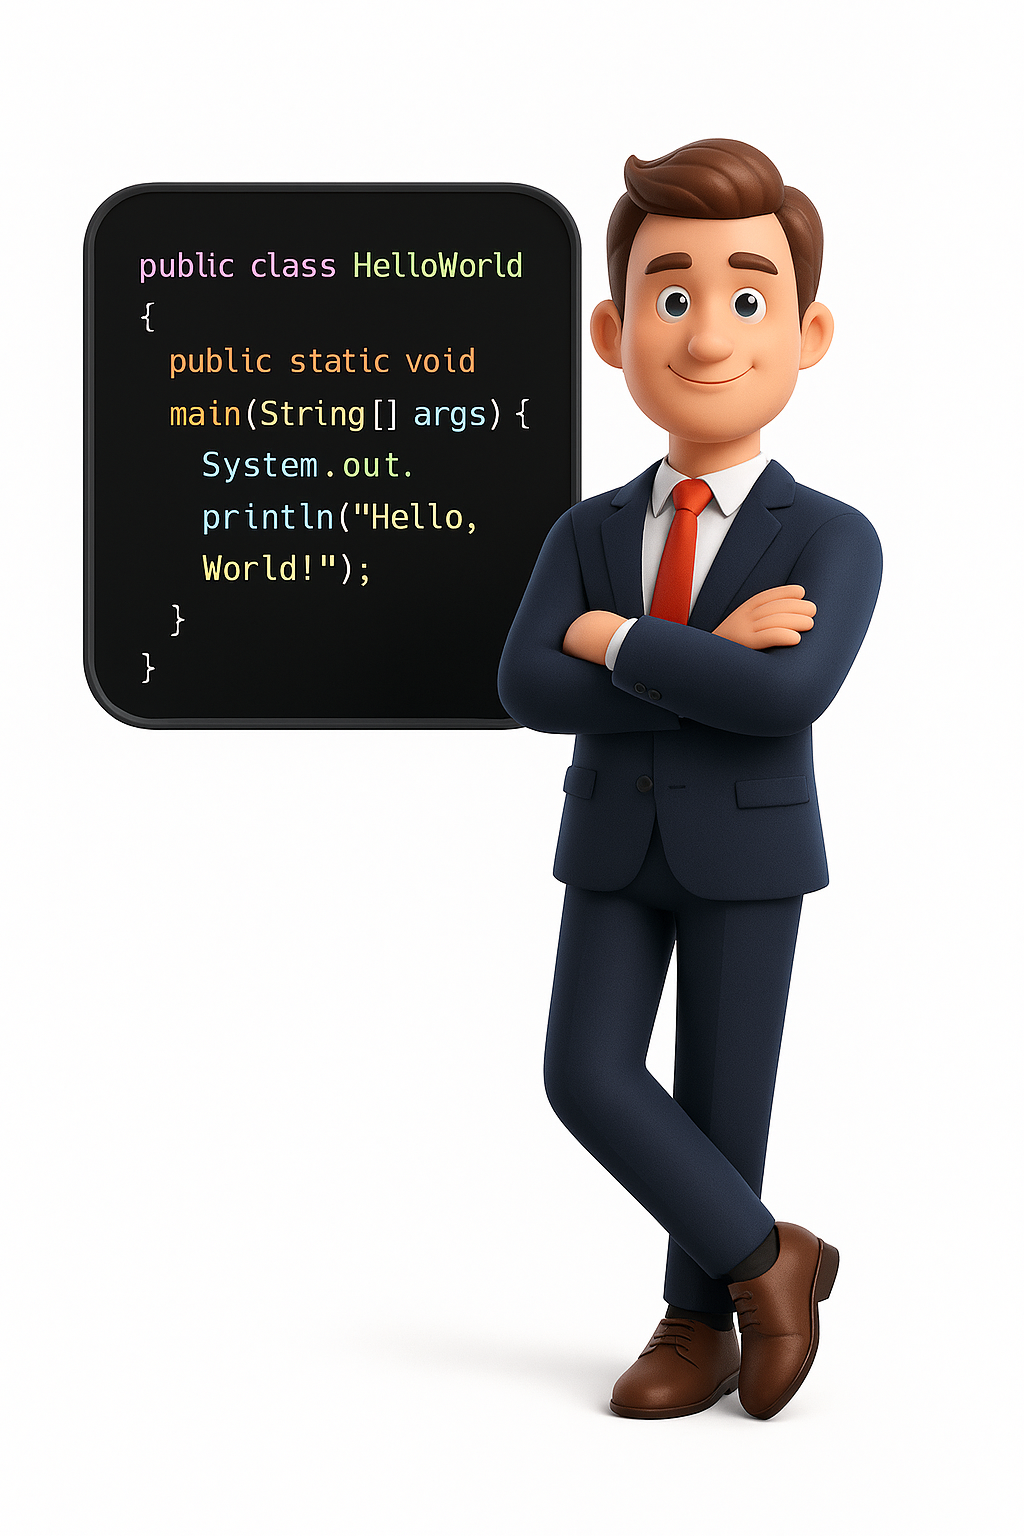 public class HelloWorld
{
public static void
main(String[] args) {
System.out.
println("Hello,
World!");
}
}